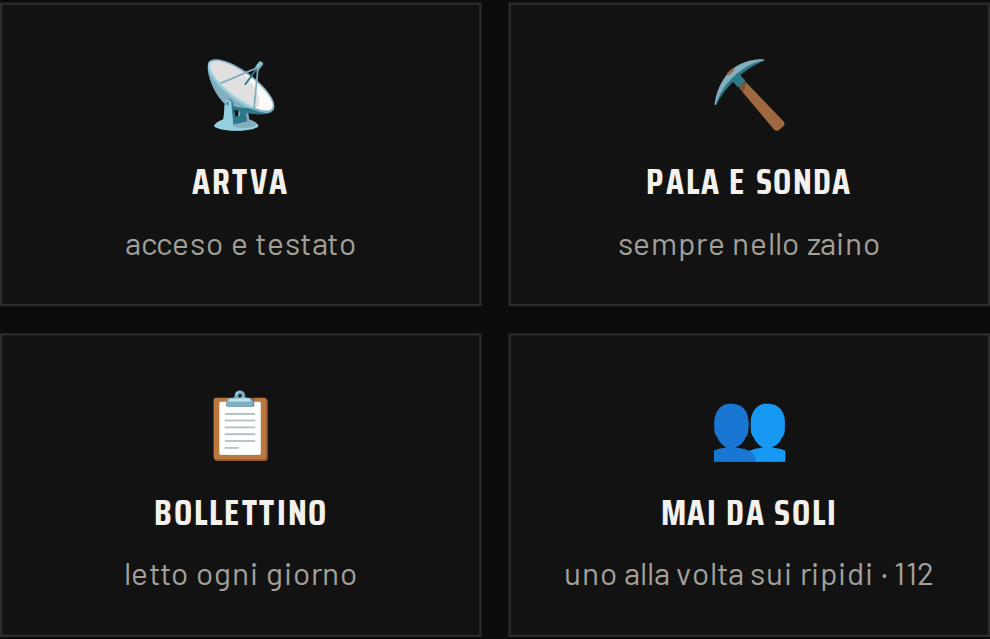 ARTVA
acceso e testato
PALA E SONDA
sempre nello zaino
BOLLETTINO
letto ogni giorno
MAI DA SOLI
uno alla volta sui ripidi · 112